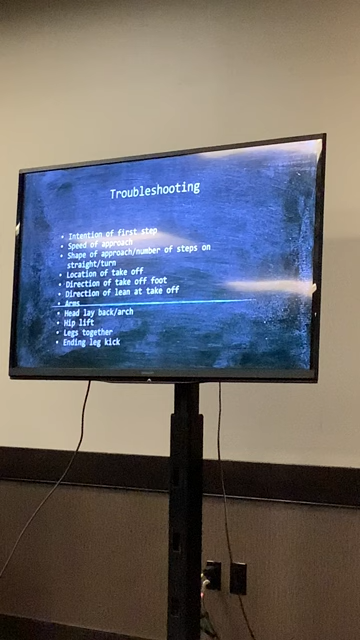 Troubleshooting
• Intention of first step
• Speed of approach
• Shape of approach/number of steps on
straight/turn
• Location of take off
• Direction of take off foot
• Direction of lean at take off
• Arms
• Head lay back/arch
• Hip lift
• Legs together
• Ending leg kick